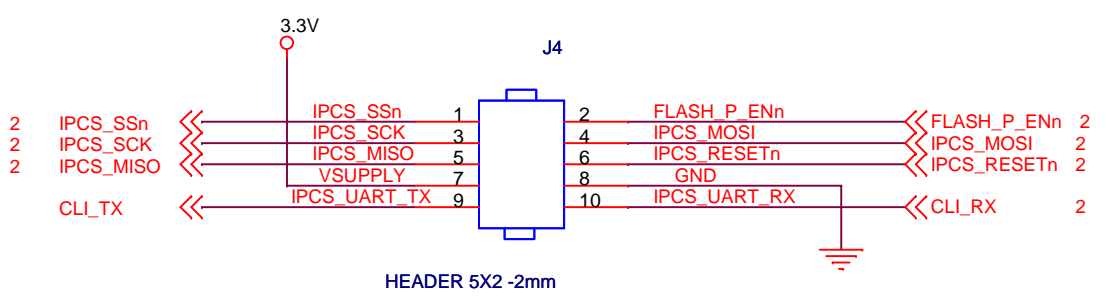 3.3V
J4
2 IPCS_SSn IPCS_SSn 1 2 FLASH_P_ENn FLASH_P_ENn 2
2 IPCS_SCK IPCS_SCK 3 4 IPCS_MOSI IPCS_MOSI 2
2 IPCS_MISO IPCS_MISO 5 6 IPCS_RESETn IPCS_RESETn 2
VSUPPLY 7 8 GND
CLI_TX IPCS_UART_TX 9 10 IPCS_UART_RX CLI_RX 2
HEADER 5X2 -2mm